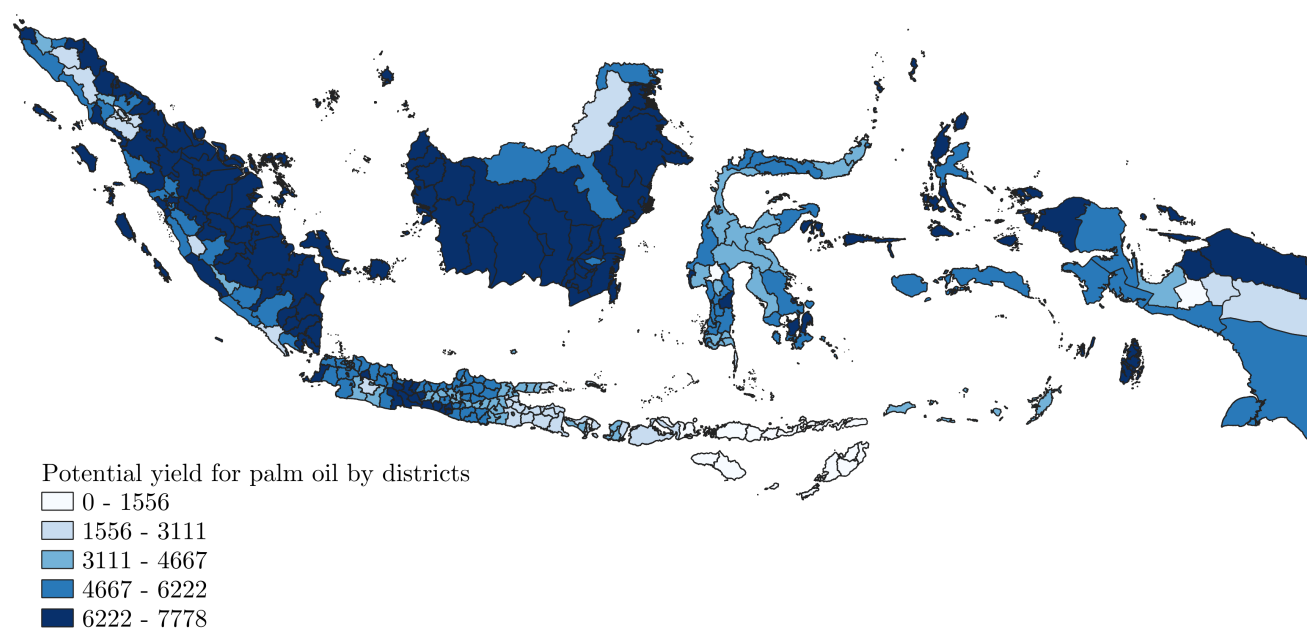 Potential yield for palm oil by districts
0 - 1556
1556 - 3111
3111 - 4667
4667 - 6222
6222 - 7778